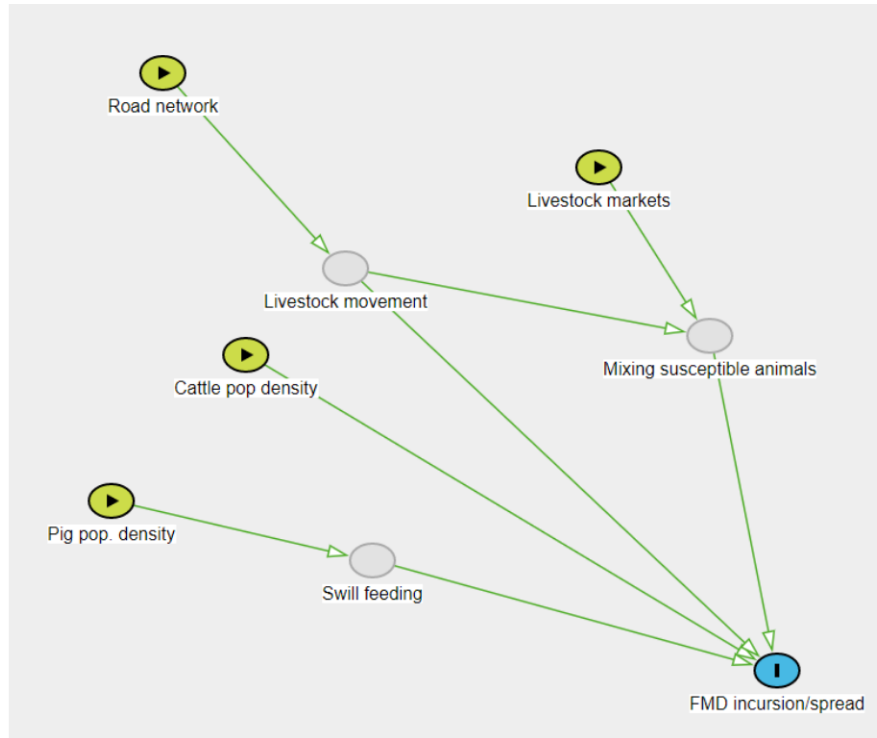 Road network
Livestock markets
Livestock movement
Mixing susceptible animals
Cattle pop density
Pig pop. density
Swill feeding
FMD incursion/spread